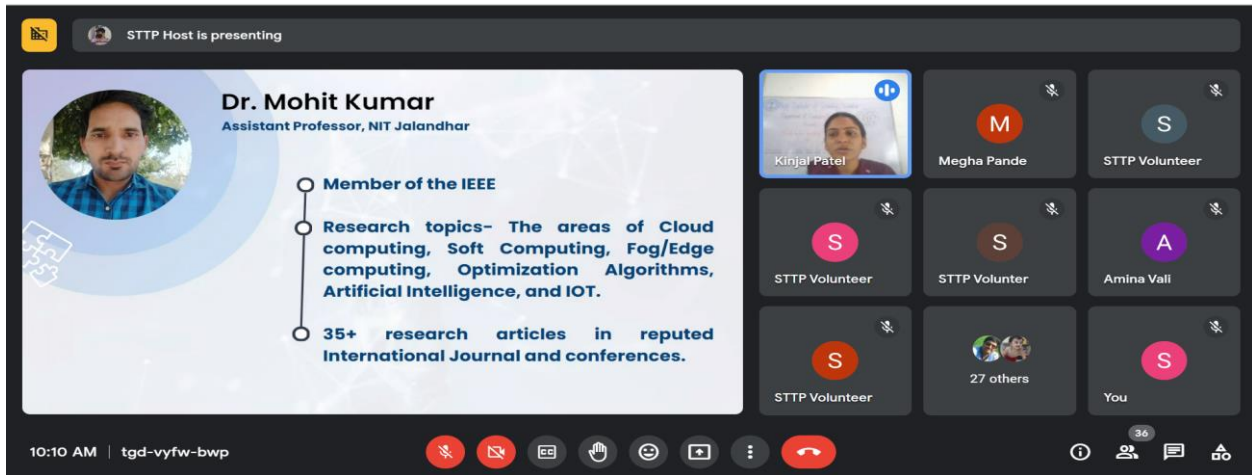 STTP Host is presenting
Dr. Mohit Kumar
Assistant Professor, NIT Jalandhar
Member of the IEEE
Research topics- The areas of Cloud
computing, Soft Computing, Fog/Edge
computing, Optimization Algorithms,
Artificial Intelligence, and IOT.
35+ research articles in reputed
International Journal and conferences.
Kinjal Patel
M
Megha Pande
S
STTP Volunteer
S
STTP Volunteer
S
STTP Volunter
A
Amina Vali
S
STTP Volunteer
27 others
S
You
10:10 AM | tgd-vyfw-bwp
CC
36